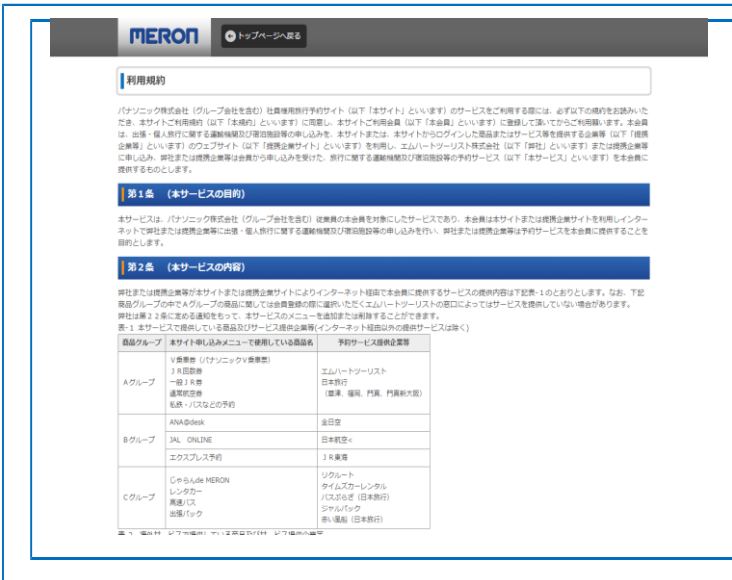 MERON
トップページへ戻る
利用規約
パナソニック株式会社（グループ会社を含む）社員様用旅行予約サイト（以下「本サイト」といいます）のサービスをご利用する際には、必ず以下の規約をお読みいた
だき、本サイトご利用規約（以下「本規約」といいます）に同意し、本サイトご利用会員（以下「本会員」といいます）に登録して頂いてからご利用願います。本会員
は、出張・個人旅行に関する運輸機関及び宿泊施設等の申し込みを、本サイトまたは、本サイトからログインした商品またはサービス等を提供する企業等（以下「提携
企業等」といいます）のウェブサイト（以下「提携企業サイト」といいます）を利用し、エムハートツーリスト株式会社（以下「弊社」といいます）または提携企業等
に申し込み、弊社または提携企業等は会員から申し込みを受けた、旅行に関する運輸機関及び宿泊施設等の予約サービス（以下「本サービス」といいます）を本会員に
提供するものとします。
第1条 （本サービスの目的）
本サービスは、パナソニック株式会社（グループ会社を含む）従業員の本会員を対象にしたサービスであり、本会員は本サイトまたは提携企業サイトを利用しインター
ネットで弊社または提携企業等に出張・個人旅行に関する運輸機関及び宿泊施設等の申し込みを行い、弊社または提携企業等は予約サービスを本会員に提供することを
目的とします。
第2条 （本サービスの内容）
弊社または提携企業等が本サイトまたは提携企業サイトによりインターネット経由で本会員に提供するサービスの提供内容は下記表-1のとおりとします。なお、下記
商品グループの中でAグループの商品に関しては会員登録の際に選択いただくエムハートツーリストの窓口によってはサービスを提供していない場合があります。
弊社は第22条に定める通知をもって、本サービスのメニューを追加または削除することができます。
表-1 本サービスで提供している商品及びサービス提供企業等(インターネット経由以外の提供サービスは除く)
商品グループ 本サイト申し込みメニューで使用している商品名 予約サービス提供企業等
Aグループ
V乗車券（パナソニックV乗車票）
JR回数券
一般JR券
通常航空券
私鉄・バスなどの予約
エムハートツーリスト
日本旅行
（草津、福岡、門真、門真新大阪）
Bグループ
ANA@desk 全日空
JAL ONLINE 日本航空<
エクスプレス予約 JR東海
Cグループ
じゃらんde MERON
レンタカー
高速バス
出張パック
リクルート
タイムズカーレンタル
バスぷらざ（日本旅行）
ジャルパック
赤い風船（日本旅行）